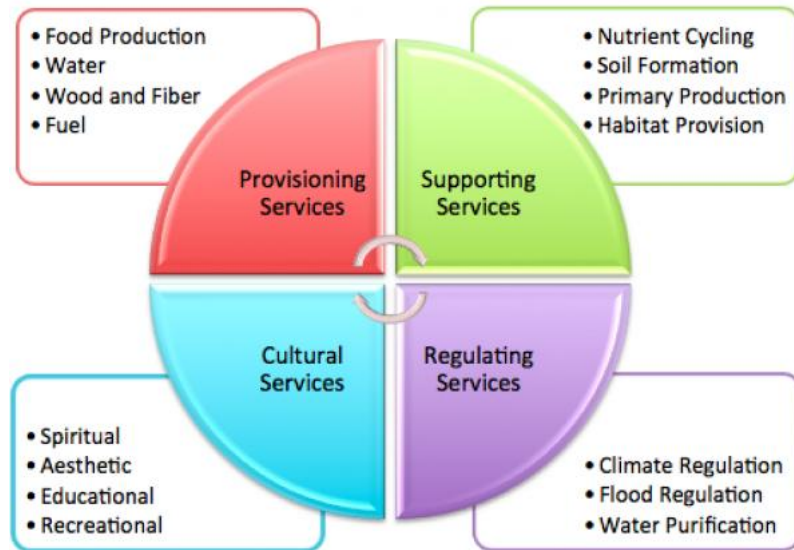 • Food Production
• Water
• Wood and Fiber
• Fuel
• Nutrient Cycling
• Soil Formation
• Primary Production
• Habitat Provision
Provisioning
Services
Supporting
Services
Cultural
Services
Regulating
Services
• Spiritual
• Aesthetic
• Educational
• Recreational
• Climate Regulation
• Flood Regulation
• Water Purification